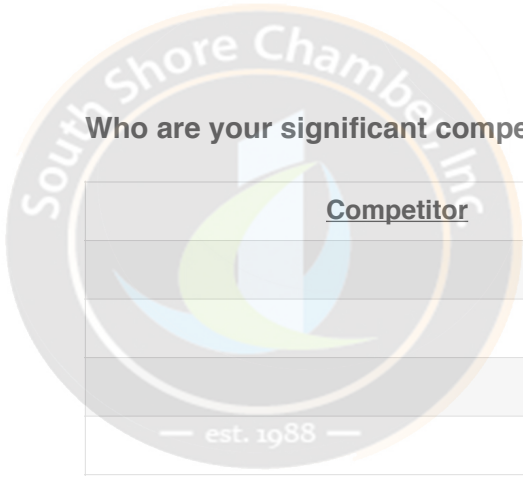 South Shore Chamber, Inc.
Who are your significant compe
Competitor
— est. 1988 —